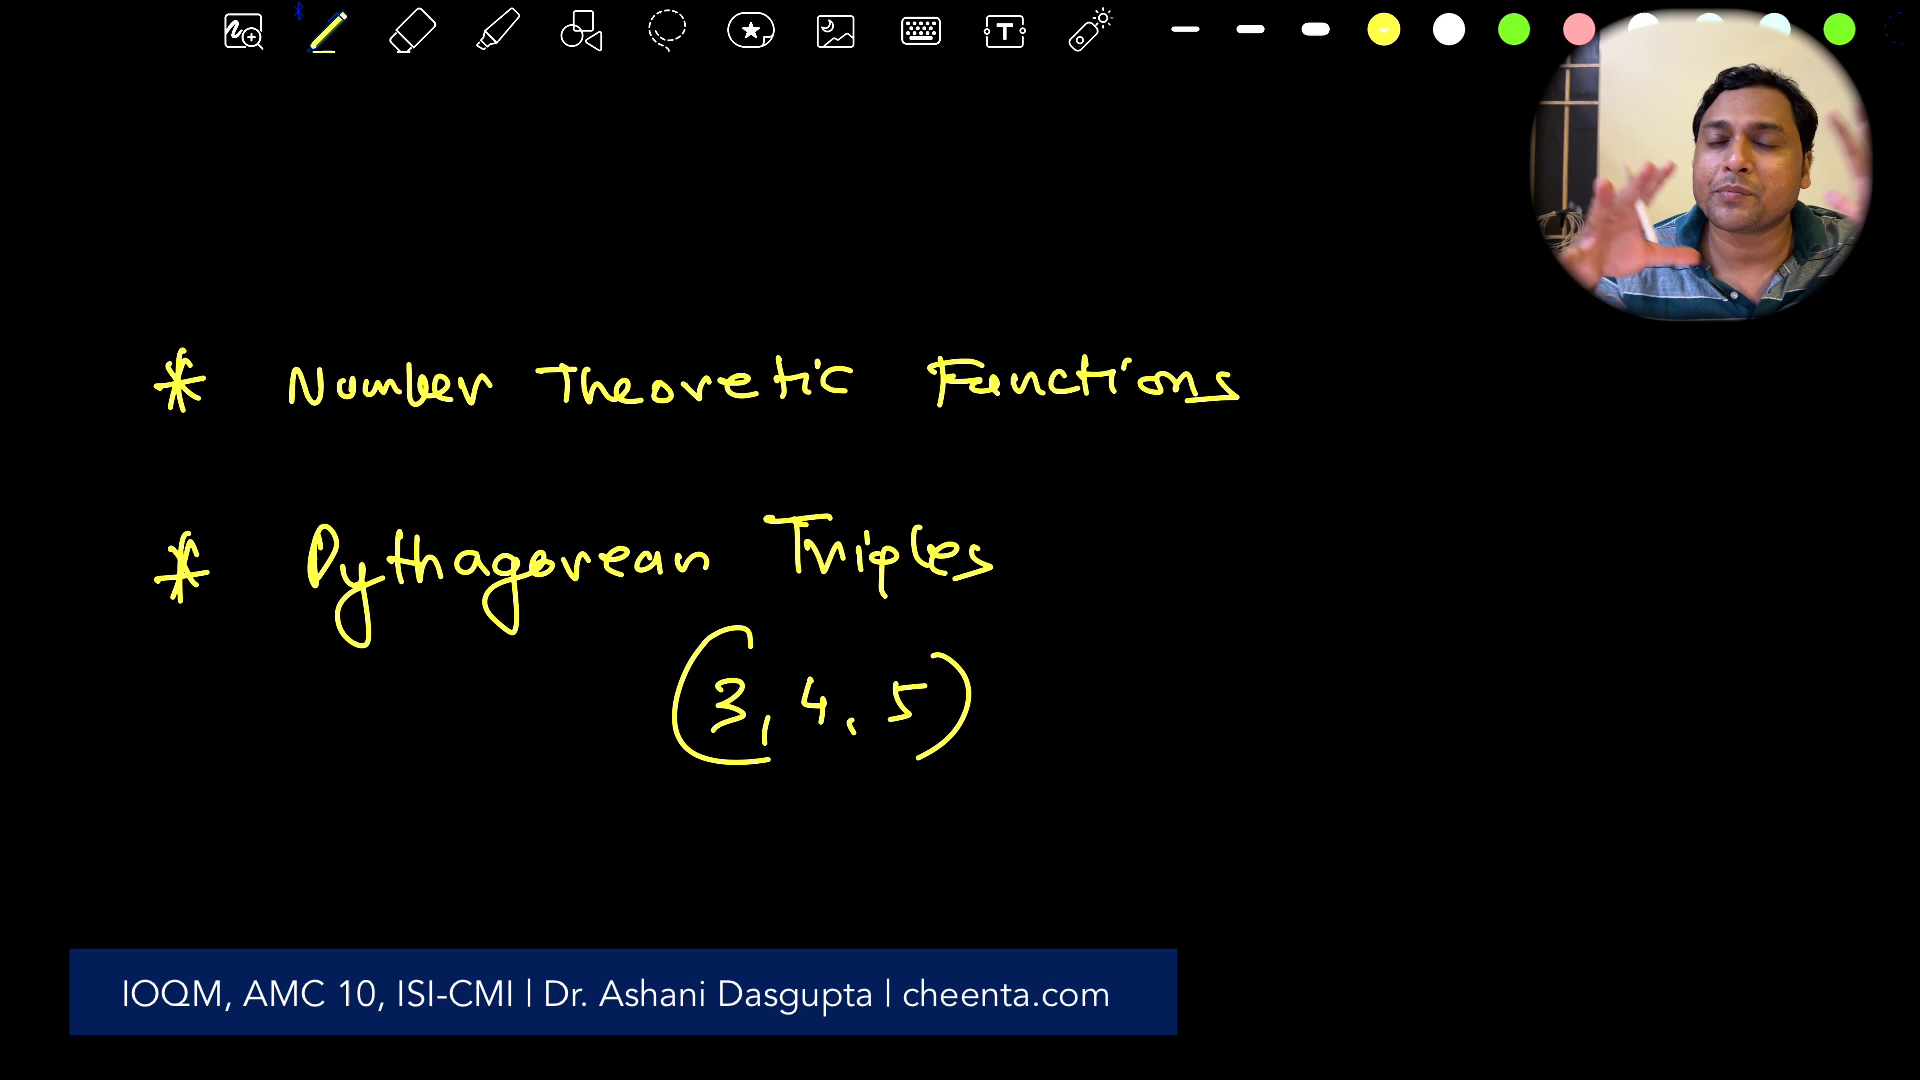 * Number Theoretic Functions
* Pythagorean Triples
(3, 4, 5)
IOQM, AMC 10, ISI-CMI | Dr. Ashani Dasgupta | cheenta.com